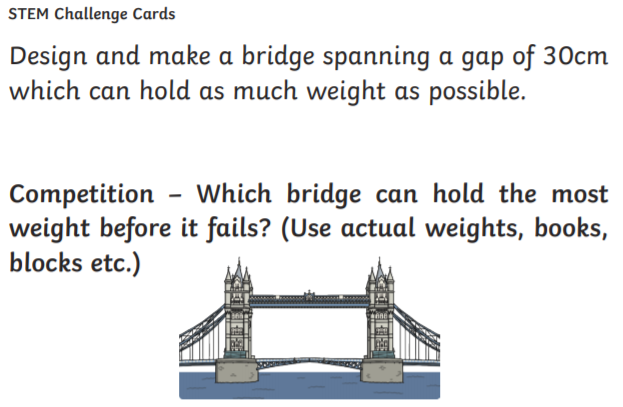 STEM Challenge Cards
Design and make a bridge spanning a gap of 30cm
which can hold as much weight as possible.
Competition – Which bridge can hold the most
weight before it fails? (Use actual weights, books,
blocks etc.)